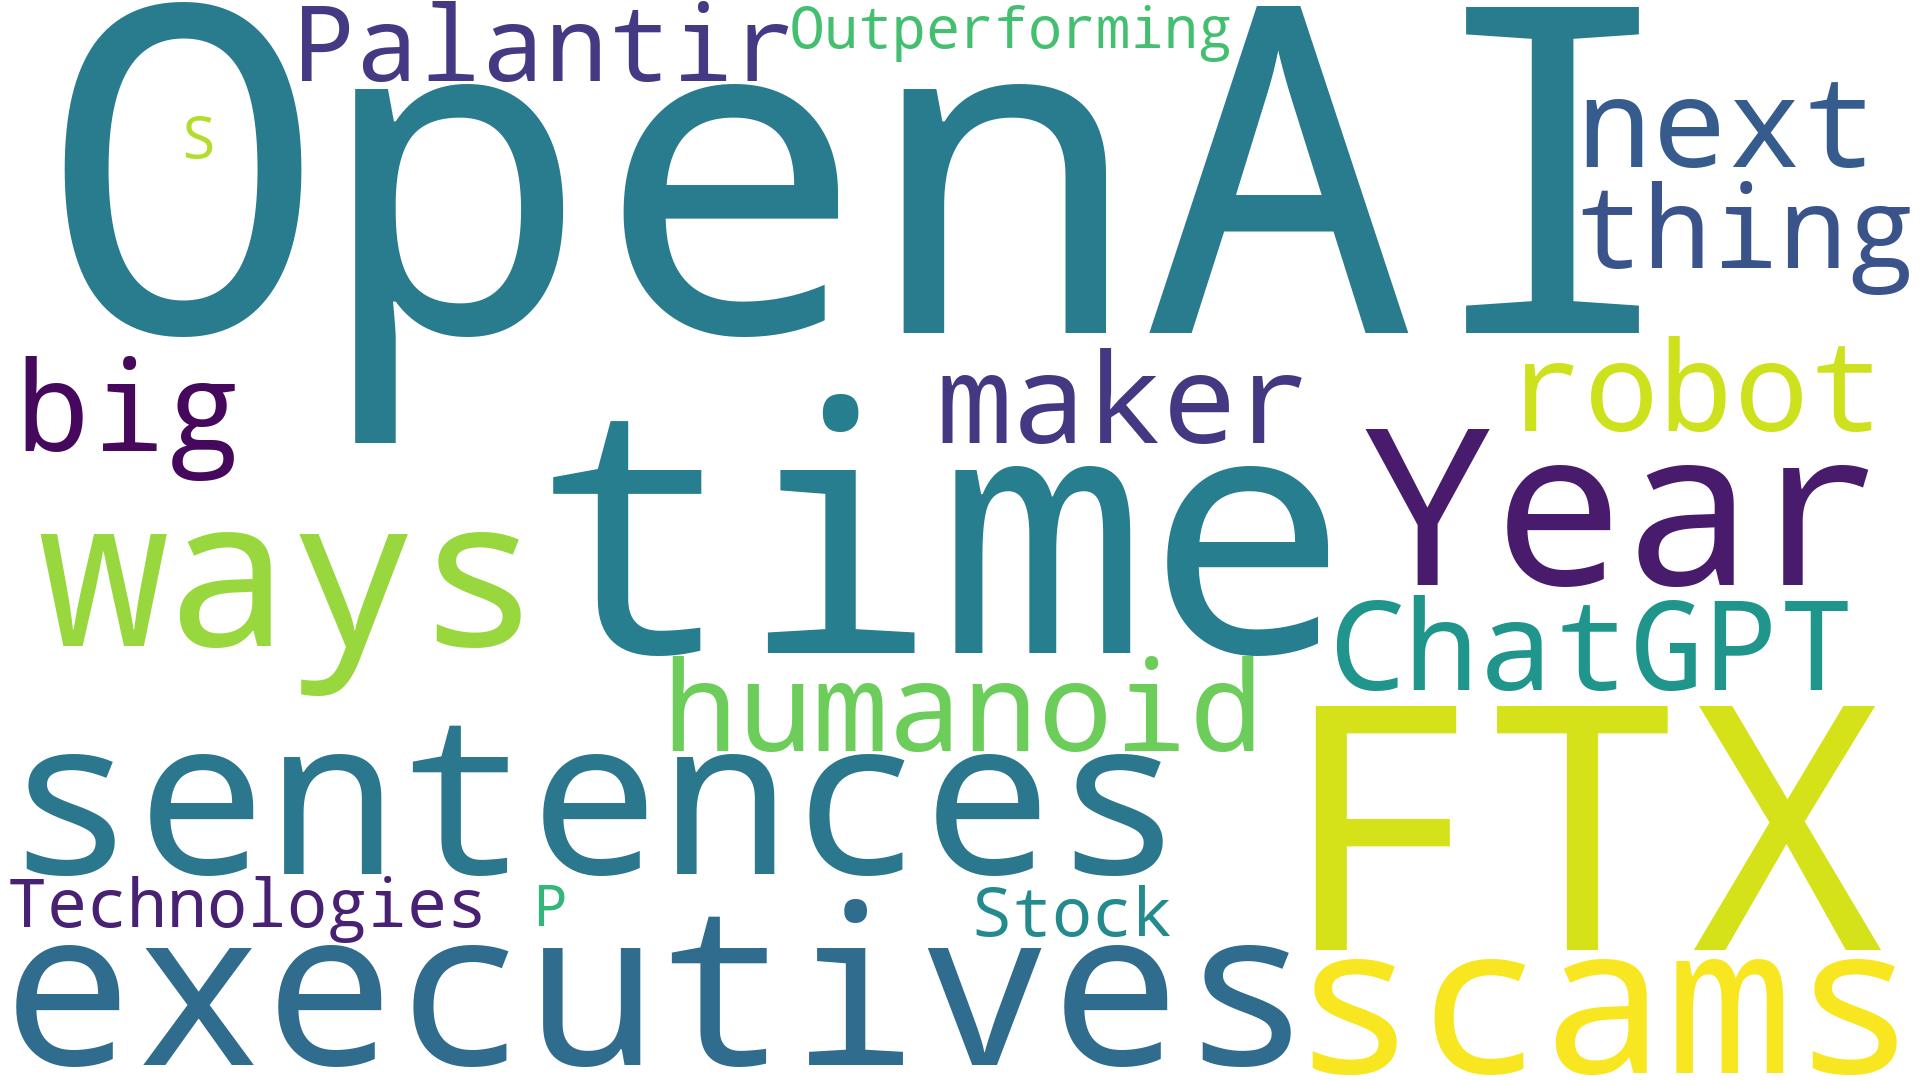 Palantir
Outperforming
OpenAI
S
next
thing
big
maker
robot
ways
time
Year
ChatGPT
humanoid
sentences
FTX
Technologies
P
Stock
executives
scams